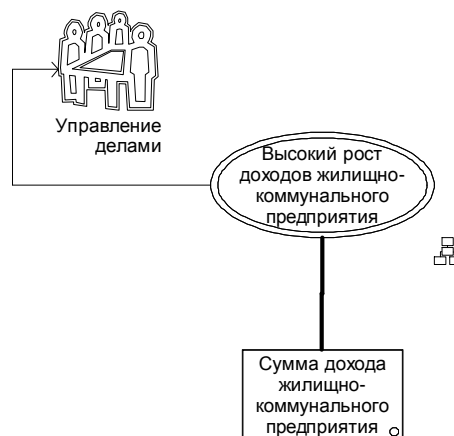 Управление
делами
Высокий рост
доходов жилищно-
коммунального
предприятия
Сумма дохода
жилищно-
коммунального
предприятия